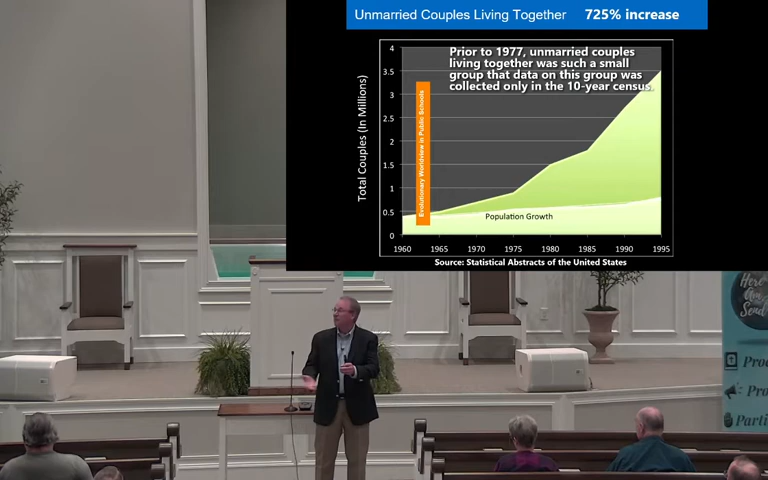 Unmarried Couples Living Together 725% increase
Prior to 1977, unmarried couples
living together was such a small
group that data on this group was
collected only in the 10-year census.
Total Couples (In Millions)
4
3.5
3
2.5
2
1.5
1
0.5
0
Evolutionary Worldview in Public Schools
Population Growth
1960 1965 1970 1975 1980 1985 1990 1995
Source: Statistical Abstracts of the United States
Here
Am
Send